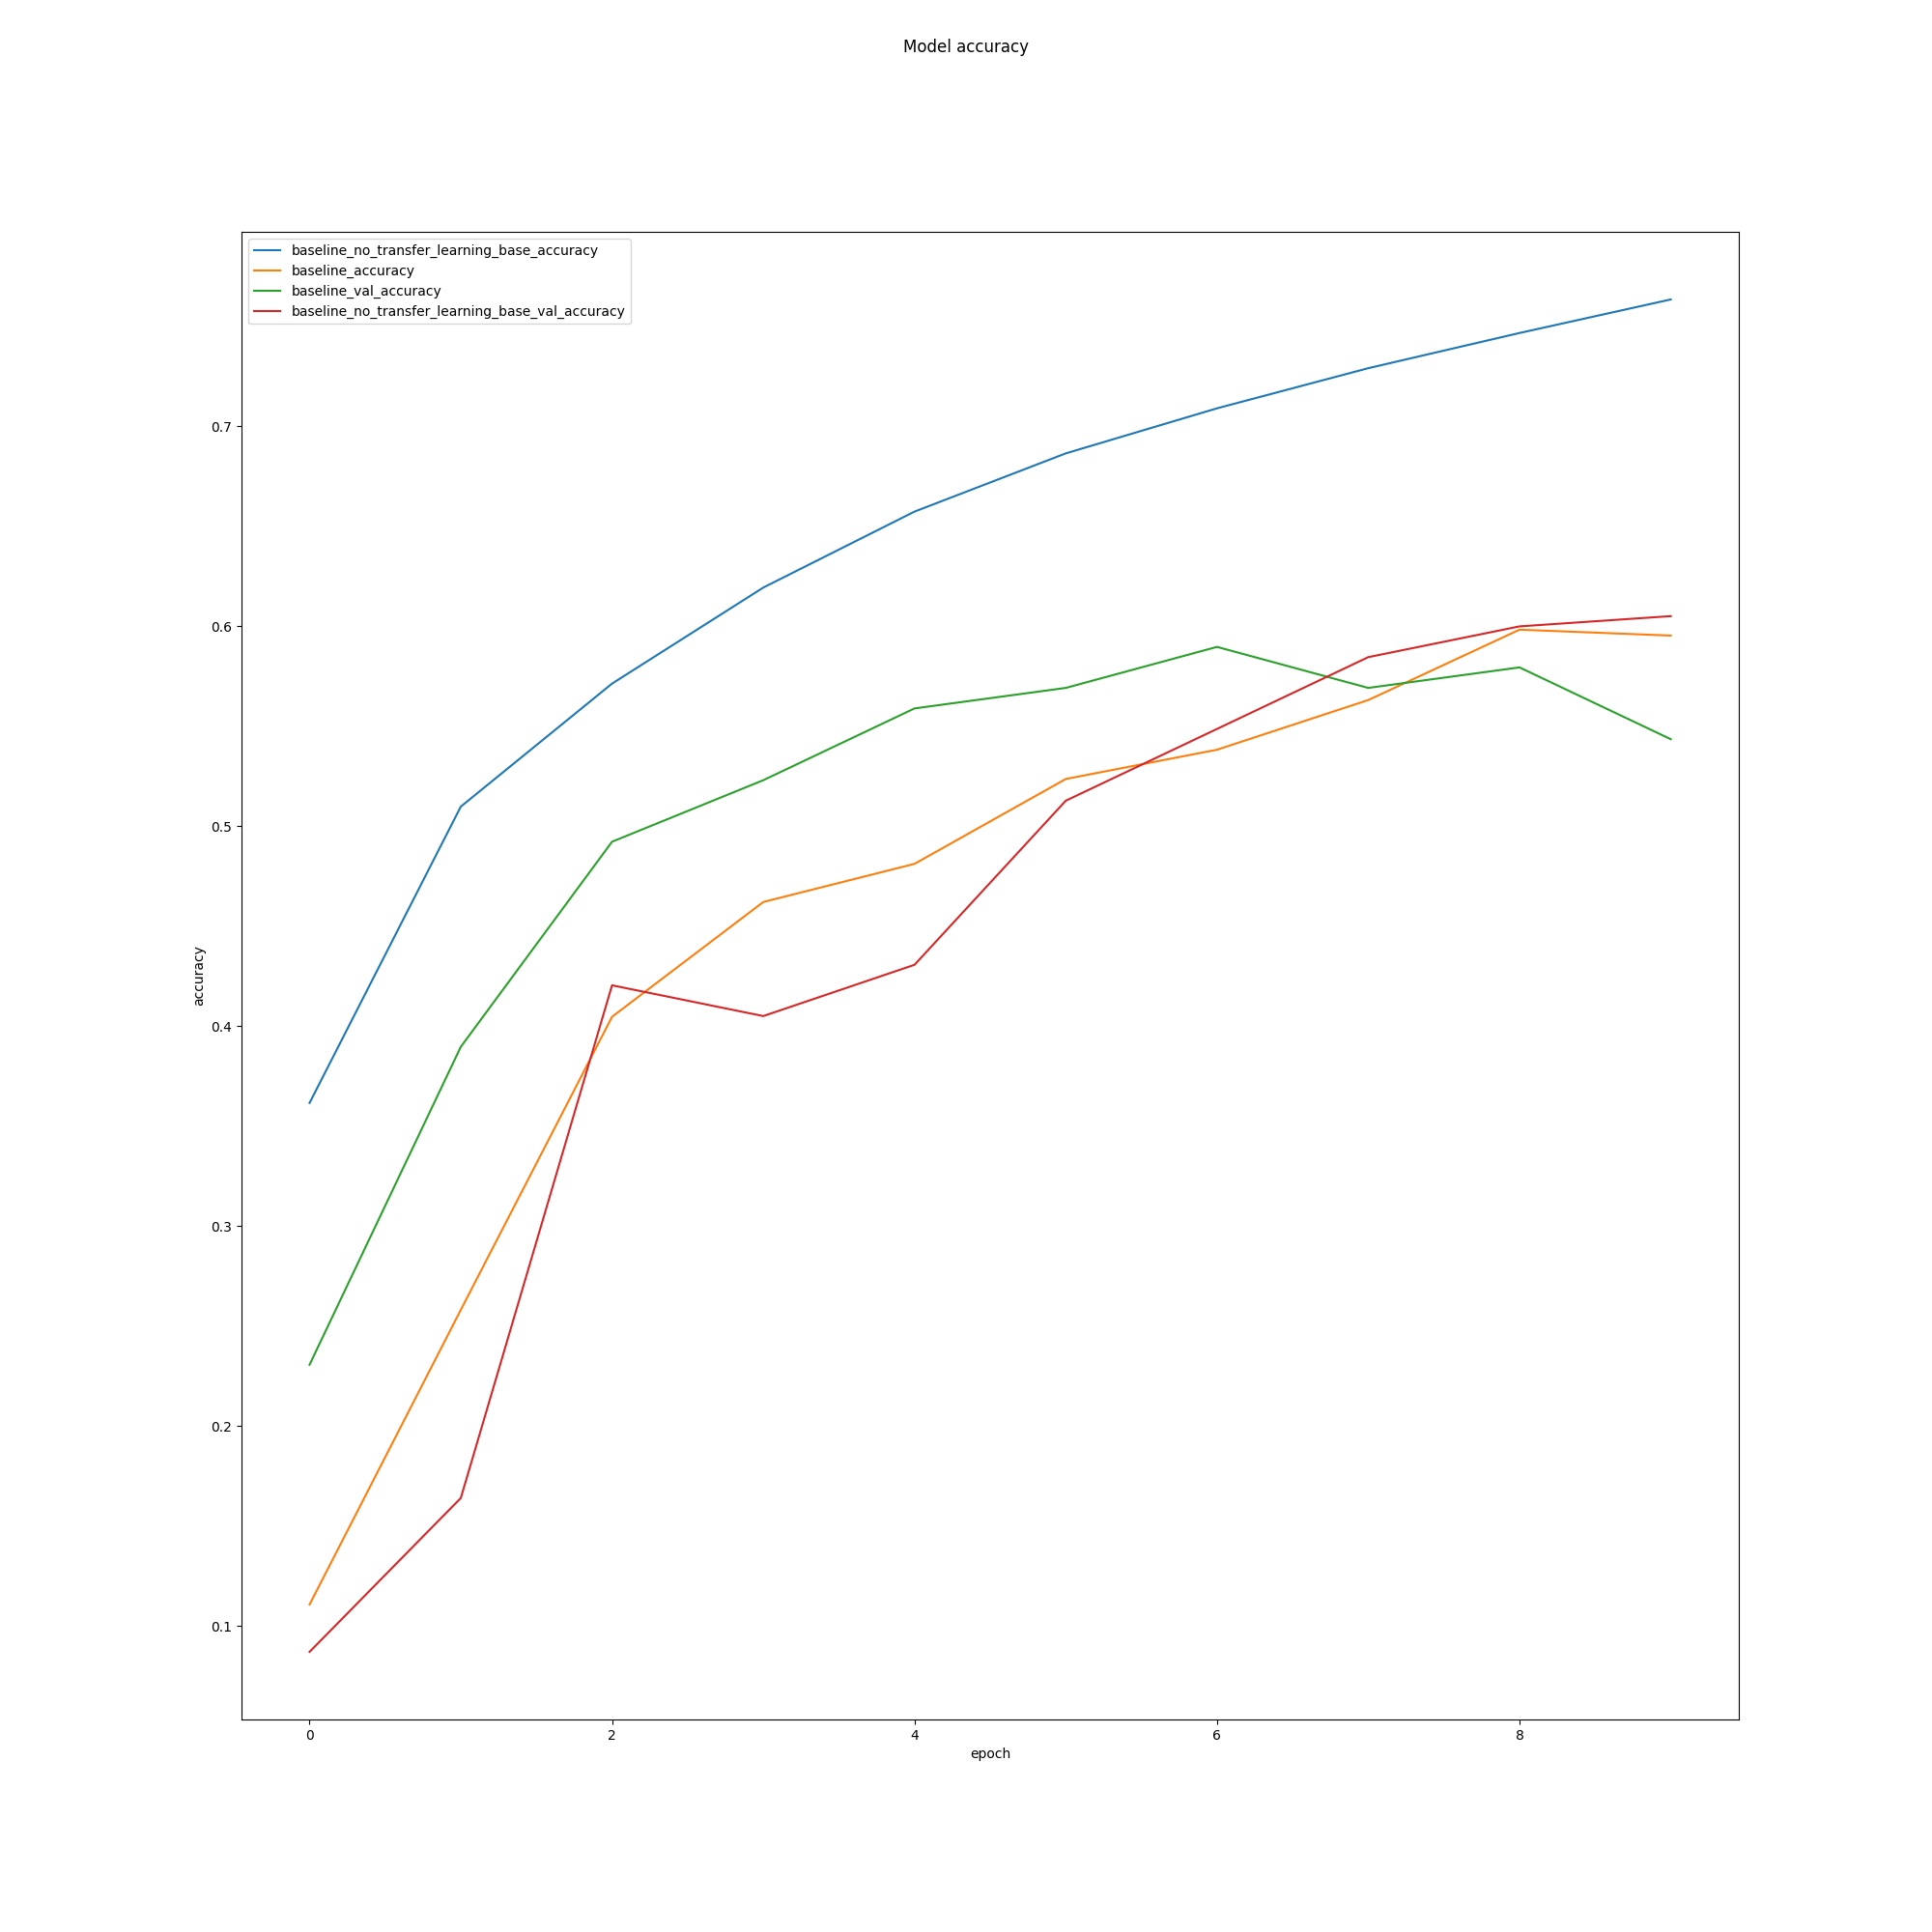 Model accuracy
baseline_no_transfer_learning_base_accuracy
baseline_accuracy
baseline_val_accuracy
baseline_no_transfer_learning_base_val_accuracy
0.7
0.6
0.5
0.4
0.3
0.2
0.1
accuracy
0 2 4 6 8
epoch